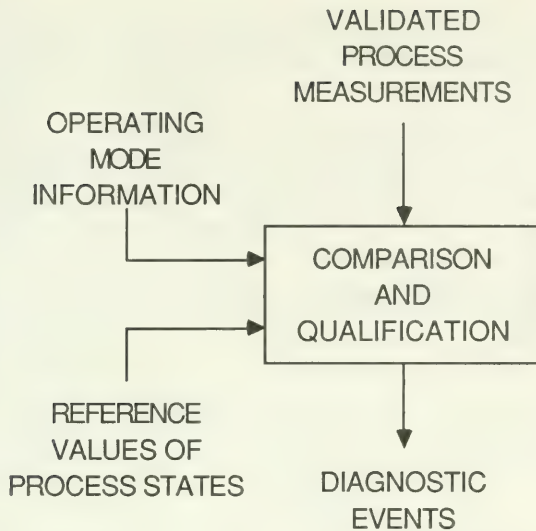 VALIDATED
PROCESS
MEASUREMENTS
OPERATING
MODE
INFORMATION
COMPARISON
AND
QUALIFICATION
REFERENCE
VALUES OF
PROCESS STATES
DIAGNOSTIC
EVENTS